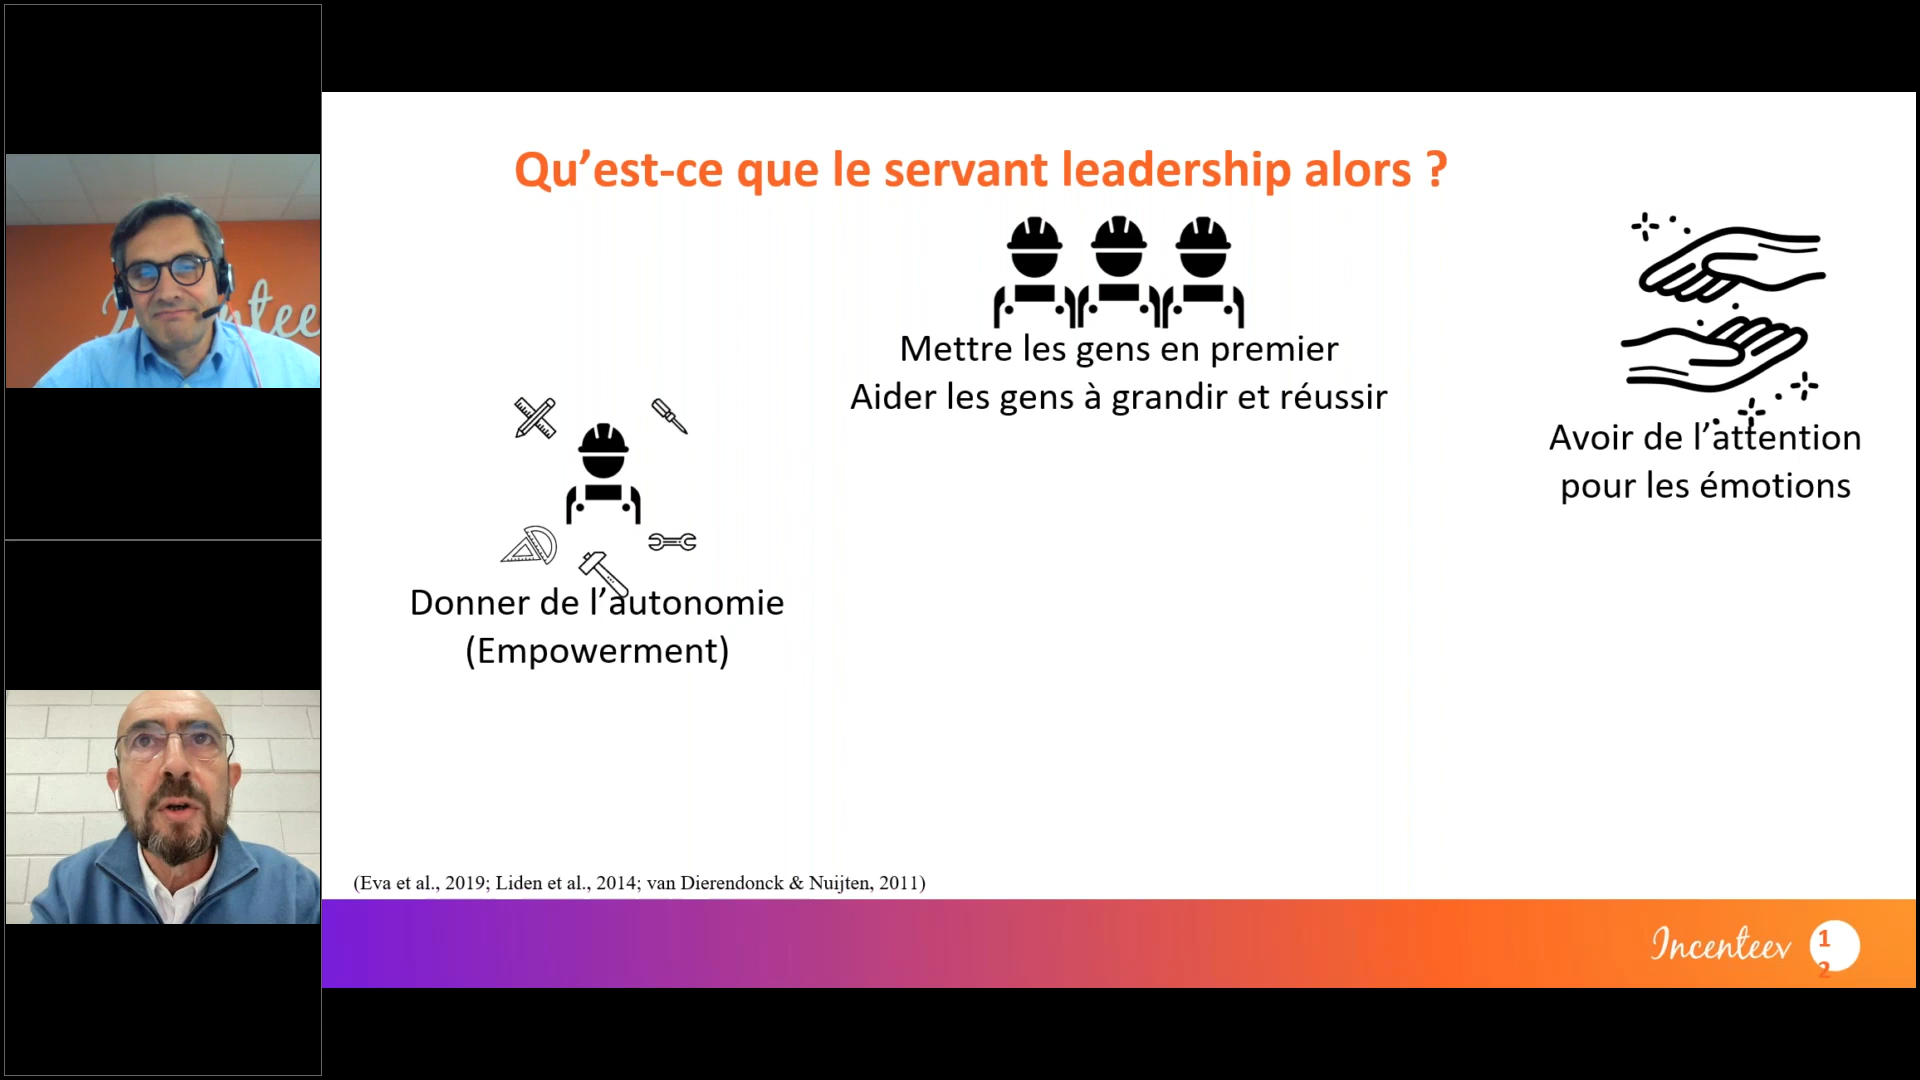 Qu’est-ce que le servant leadership alors ?
Mettre les gens en premier
Aider les gens à grandir et réussir
Avoir de l’attention
pour les émotions
Donner de l’autonomie
(Empowerment)
(Eva et al., 2019; Liden et al., 2014; van Dierendonck & Nuijten, 2011)
Incenteev
1
2